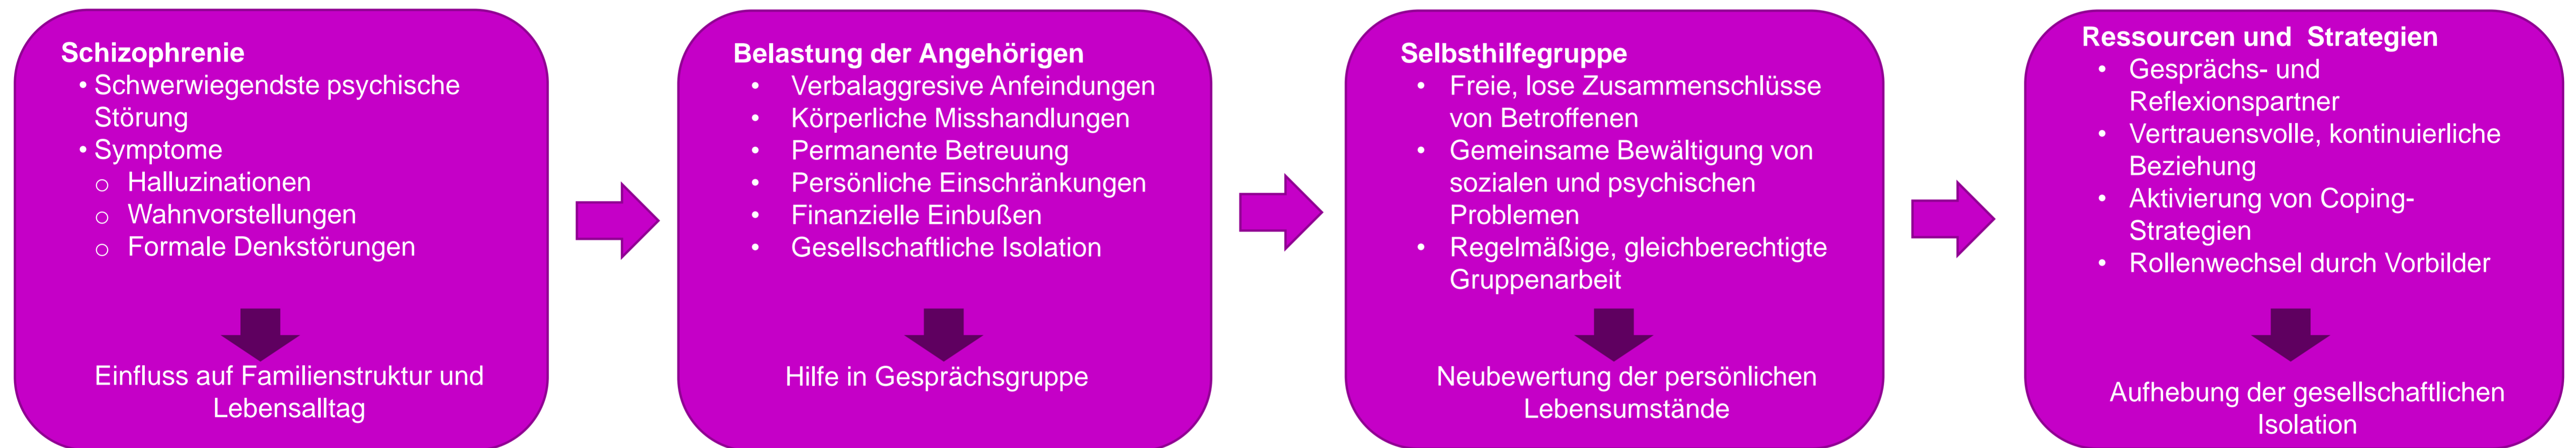 Schizophrenie
• Schwerwiegendste psychische
Störung
• Symptome
o Halluzinationen
o Wahnvorstellungen
o Formale Denkstörungen
Einfluss auf Familienstruktur und
Lebensalltag
Belastung der Angehörigen
• Verbalaggresive Anfeindungen
• Körperliche Misshandlungen
• Permanente Betreuung
• Persönliche Einschränkungen
• Finanzielle Einbußen
• Gesellschaftliche Isolation
Hilfe in Gesprächsgruppe
Selbsthilfegruppe
• Freie, lose Zusammenschlüsse
von Betroffenen
• Gemeinsame Bewältigung von
sozialen und psychischen
Problemen
• Regelmäßige, gleichberechtigte
Gruppenarbeit
Neubewertung der persönlichen
Lebensumstände
Ressourcen und Strategien
• Gesprächs- und
Reflexionspartner
• Vertrauensvolle, kontinuierliche
Beziehung
• Aktivierung von Coping-
Strategien
• Rollenwechsel durch Vorbilder
Aufhebung der gesellschaftlichen
Isolation